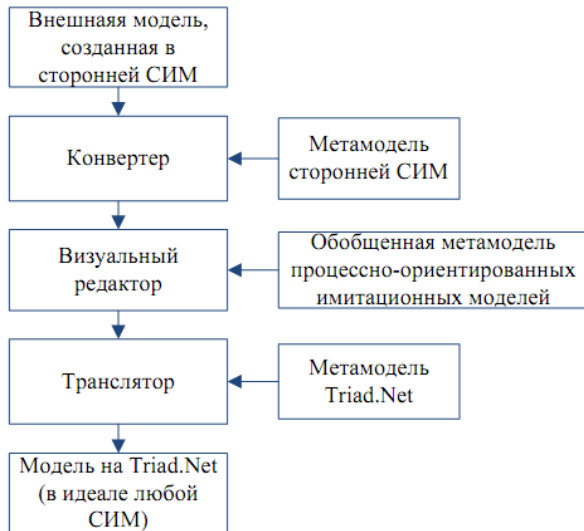 Внешнаяя модель,
созданная в
сторонней СИМ
Конвертер
Метамодель
сторонней СИМ
Визуальный
редактор
Обобщенная метамодель
процессно-ориентированных
имитационных моделей
Транслятор
Метамодель
Triad.Net
Модель на Triad.Net
(в идеале любой
СИМ)